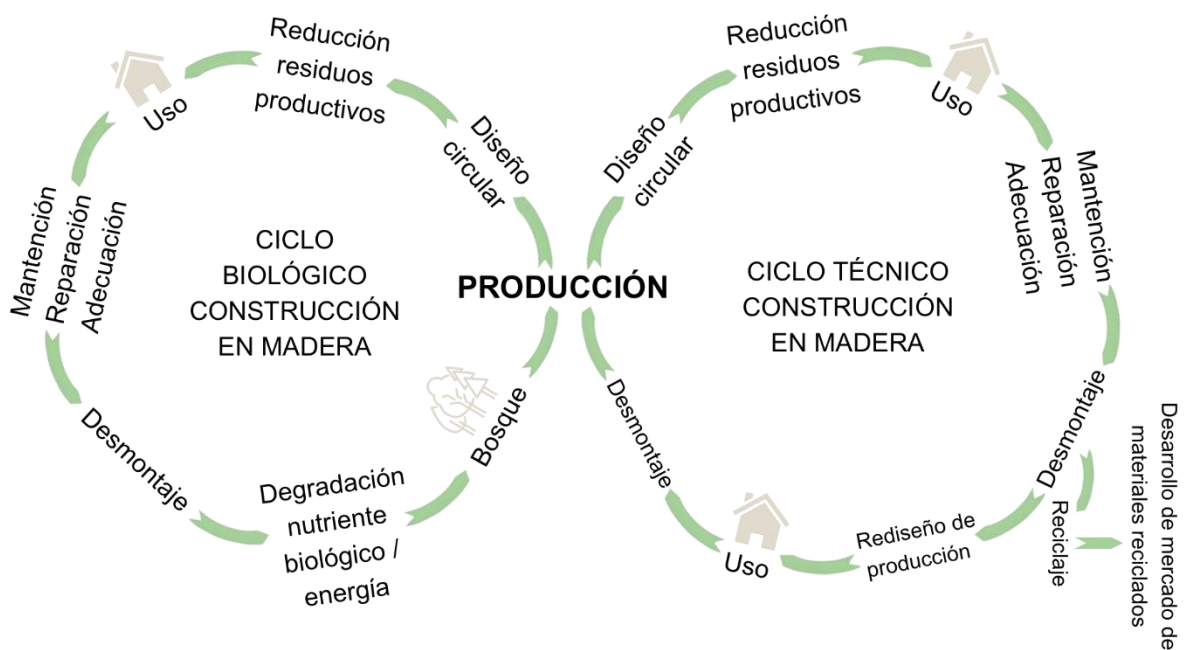 Reducción
residuos
productivos
Uso
Diseño
circular
Mantención
Reparación
Adecuación
CICLO
BIOLÓGICO
CONSTRUCCIÓN
EN MADERA
Desmontaje
Degradación
nutriente
biológico /
energía
Bosque
PRODUCCIÓN
Diseño
circular
Reducción
residuos
productivos
Uso
Mantención
Reparación
Adecuación
CICLO TÉCNICO
CONSTRUCCIÓN
EN MADERA
Desmontaje
Reciclaje
Desarrollo de mercado de
materiales reciclados
Rediseño de
producción
Uso
Desmontaje